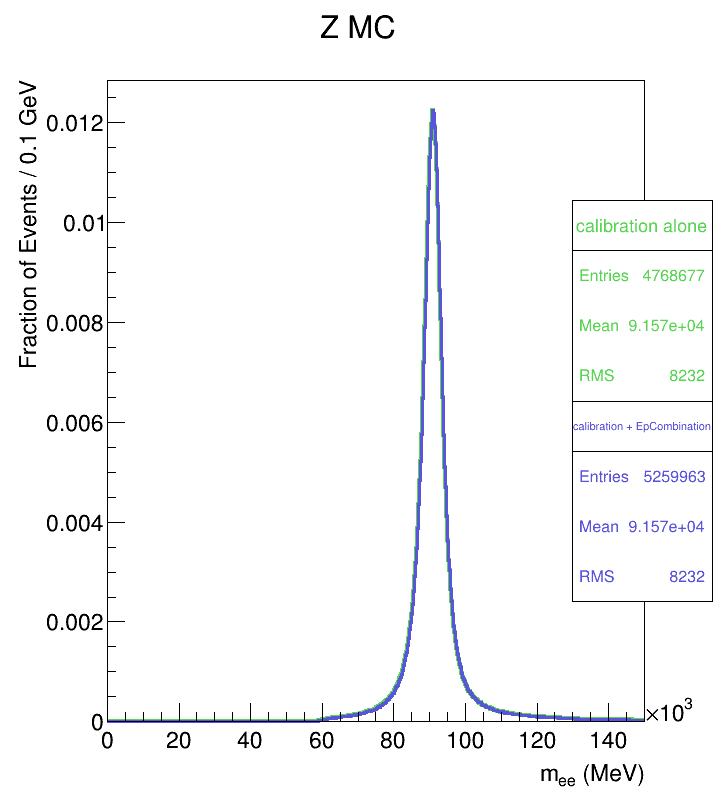 Z MC
Fraction of Events / 0.1 GeV
0.012
0.01
0.008
0.006
0.004
0.002
0
0 20 40 60 80 100 120 140
×10³
m_ee (MeV)
calibration alone
Entries 4768677
Mean 9.157e+04
RMS 8232
calibration + EpCombination
Entries 5259963
Mean 9.157e+04
RMS 8232